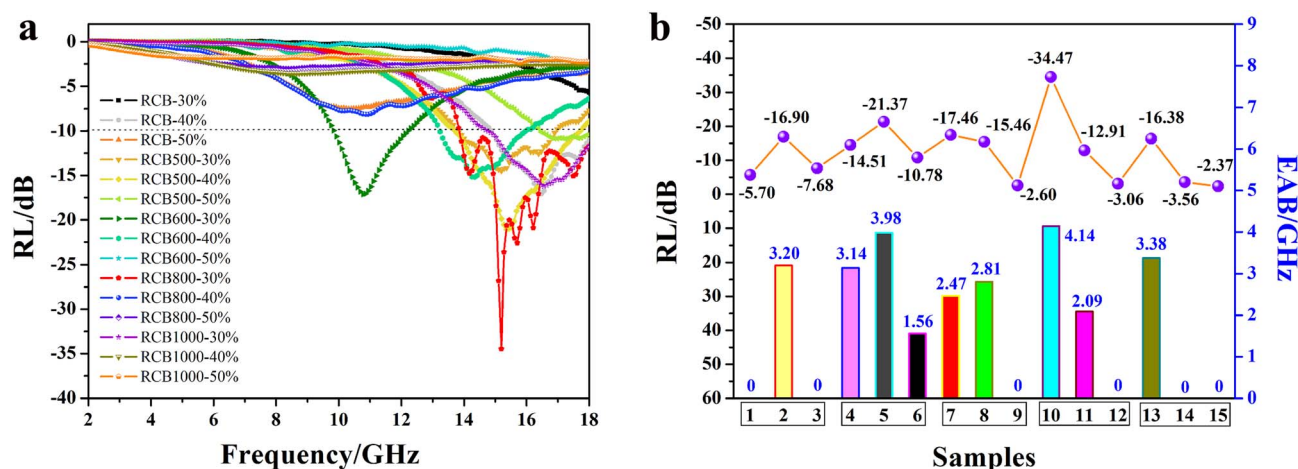 a
RL/dB
0
-5
-10
-15
-20
-25
-30
-35
-40
RCB-30%
RCB-40%
RCB-50%
RCB500-30%
RCB500-40%
RCB500-50%
RCB600-30%
RCB600-40%
RCB600-50%
RCB800-30%
RCB800-40%
RCB800-50%
RCB1000-30%
RCB1000-40%
RCB1000-50%
2 4 6 8 10 12 14 16 18
Frequency/GHz
b
RL/dB
-50
-40
-30
-20
-10
0
10
20
30
40
50
60
-5.70
-16.90
-7.68
-14.51
-21.37
-10.78
-17.46
-15.46
-2.60
-34.47
-12.91
-3.06
-16.38
-3.56
-2.37
0
3.20
0
3.14
3.98
1.56
2.47
2.81
0
4.14
2.09
0
3.38
0
0
1 2 3 4 5 6 7 8 9 10 11 12 13 14 15
Samples
9
8
7
6
5
4
3
2
1
0
EAB/GHz